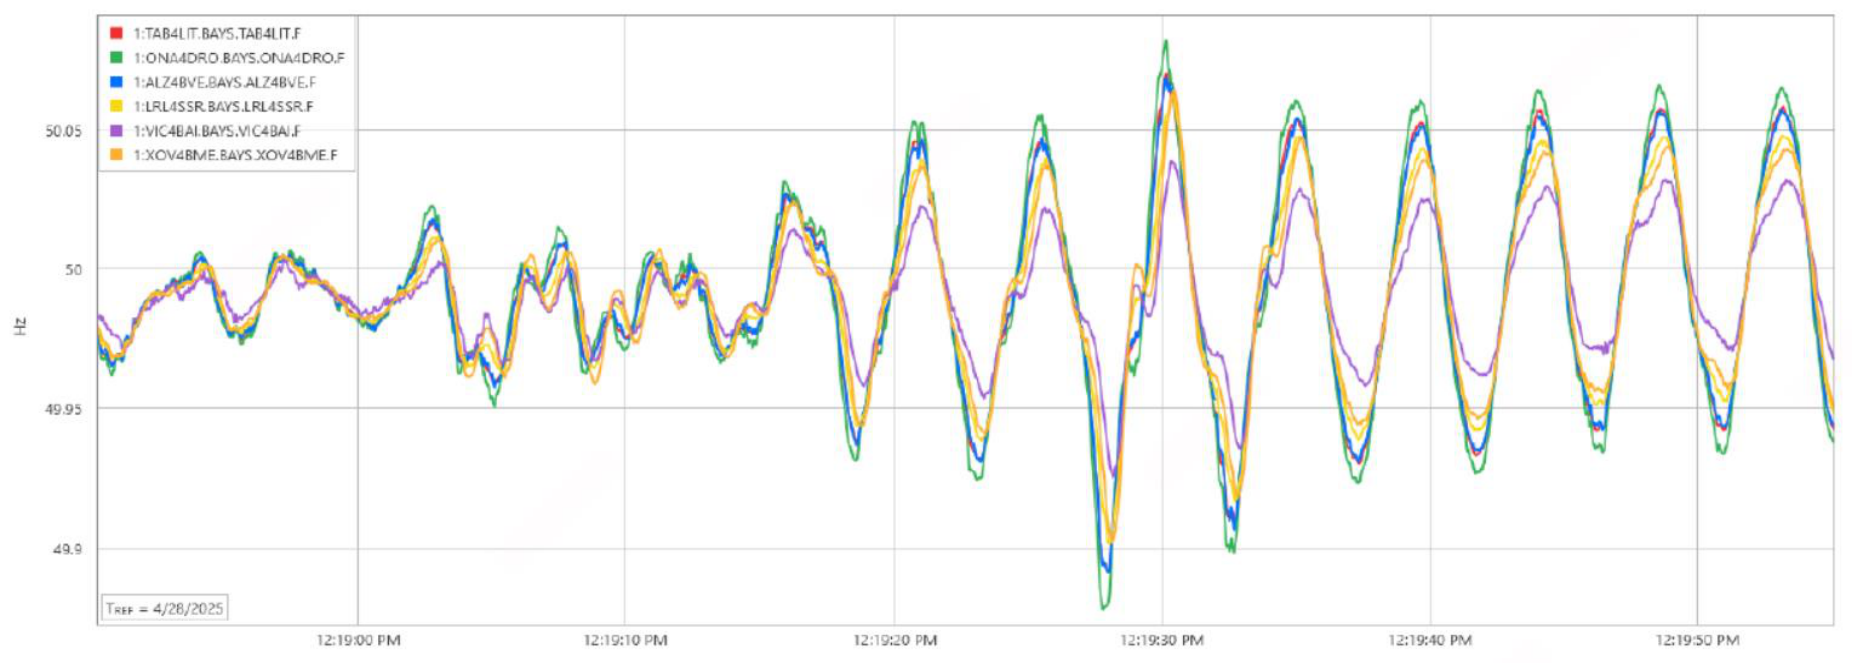 1:TAB4LIT.BAYS.TAB4LIT.F
1:ONA4DRO.BAYS.ONA4DRO.F
1:ALZ4BVE.BAYS.ALZ4BVE.F
1:LRL4SSR.BAYS.LRL4SSR.F
1:VIC4BAI.BAYS.VIC4BAI.F
1:XOV4BME.BAYS.XOV4BME.F
50.05
50
Hz
49.95
49.9
TREF = 4/28/2025
12:19:00 PM 12:19:10 PM 12:19:20 PM 12:19:30 PM 12:19:40 PM 12:19:50 PM